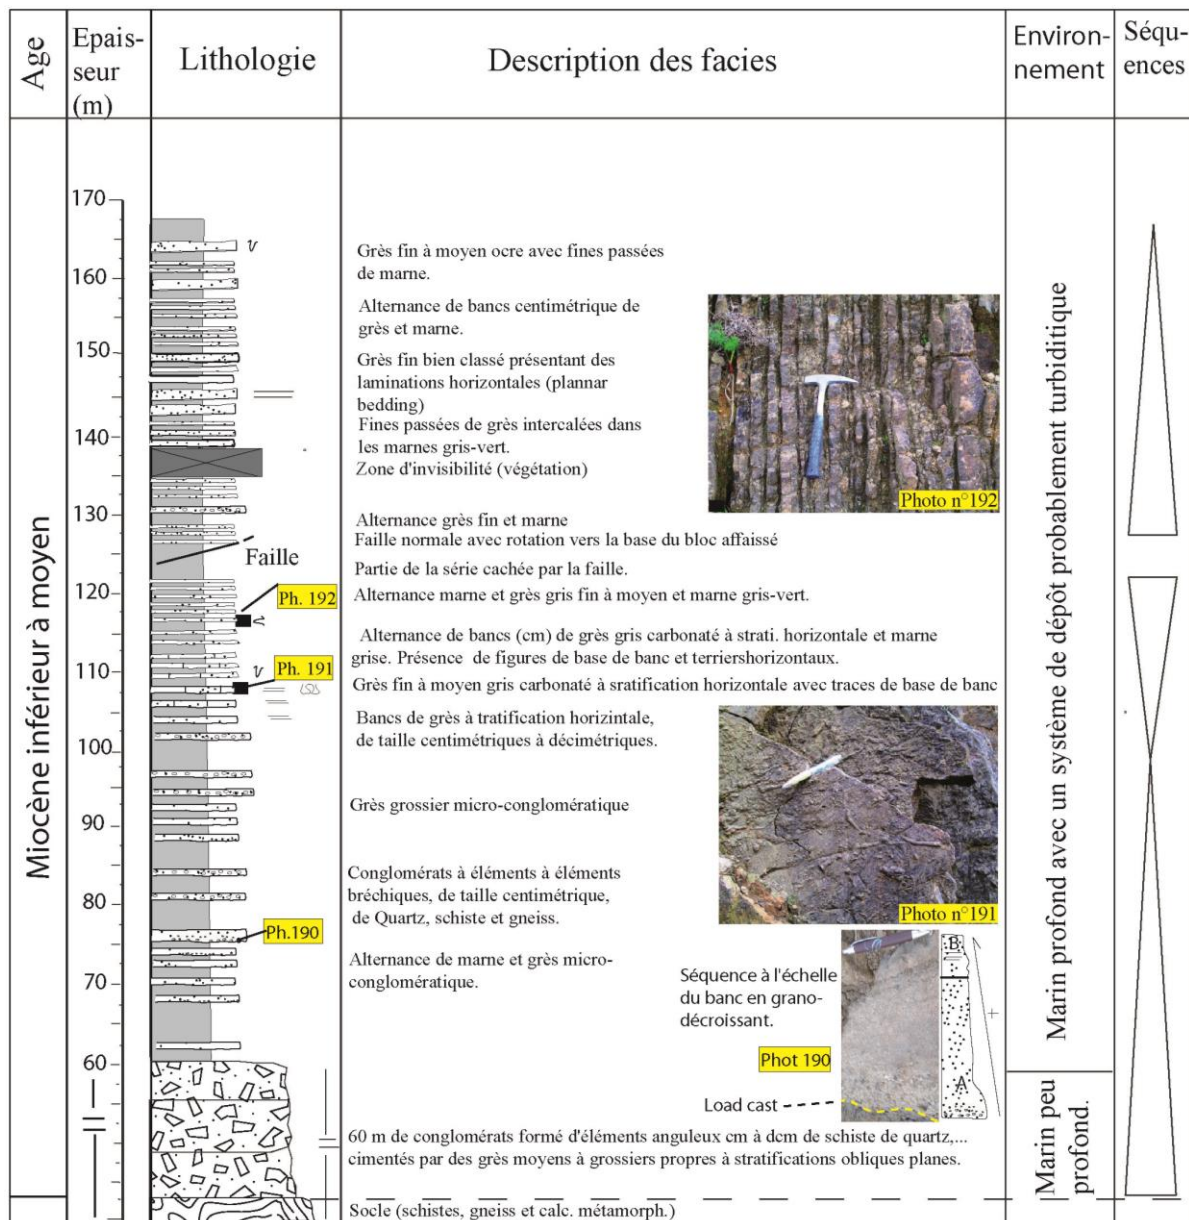 Age
Epais-
seur
(m)
Lithologie
Description des facies
Environ-
nement
Séqu-
ences
Miocène inférieur à moyen
170
160
150
140
130
120
110
100
90
80
70
60
Faille
Ph. 192
Ph. 191
Ph.190
Grès fin à moyen ocre avec fines passées
de marne.
Alternance de bancs centimétrique de
grès et marne.
Grès fin bien classé présentant des
laminations horizontales (plannar
bedding)
Fines passées de grès intercalées dans
les marnes gris-vert.
Zone d'invisibilité (végétation)
Photo n°192
Alternance grès fin et marne
Faille normale avec rotation vers la base du bloc affaissé
Partie de la série cachée par la faille.
Alternance marne et grès gris fin à moyen et marne gris-vert.
Alternance de bancs (cm) de grès gris carbonaté à strati. horizontale et marne
grise. Présence de figures de base de banc et terriershorizontaux.
Grès fin à moyen gris carbonaté à sratification horizontale avec traces de base de banc
Bancs de grès à tratification horizintale,
de taille centimétriques à décimétriques.
Grès grossier micro-conglomératique
Photo n°191
Conglomérats à éléments à éléments
bréchiques, de taille centimétrique,
de Quartz, schiste et gneiss.
Alternance de marne et grès micro-
conglomératique.
Séquence à l'échelle
du banc en grano-
décroissant.
Phot 190
Load cast
B
A
+
60 m de conglomérats formé d'éléments anguleux cm à dcm de schiste de quartz,...
cimentés par des grès moyens à grossiers propres à stratifications obliques planes.
Socle (schistes, gneiss et calc. métamorph.)
Marin profond avec un système de dépôt probablement turbiditique
Marin peu
profond.